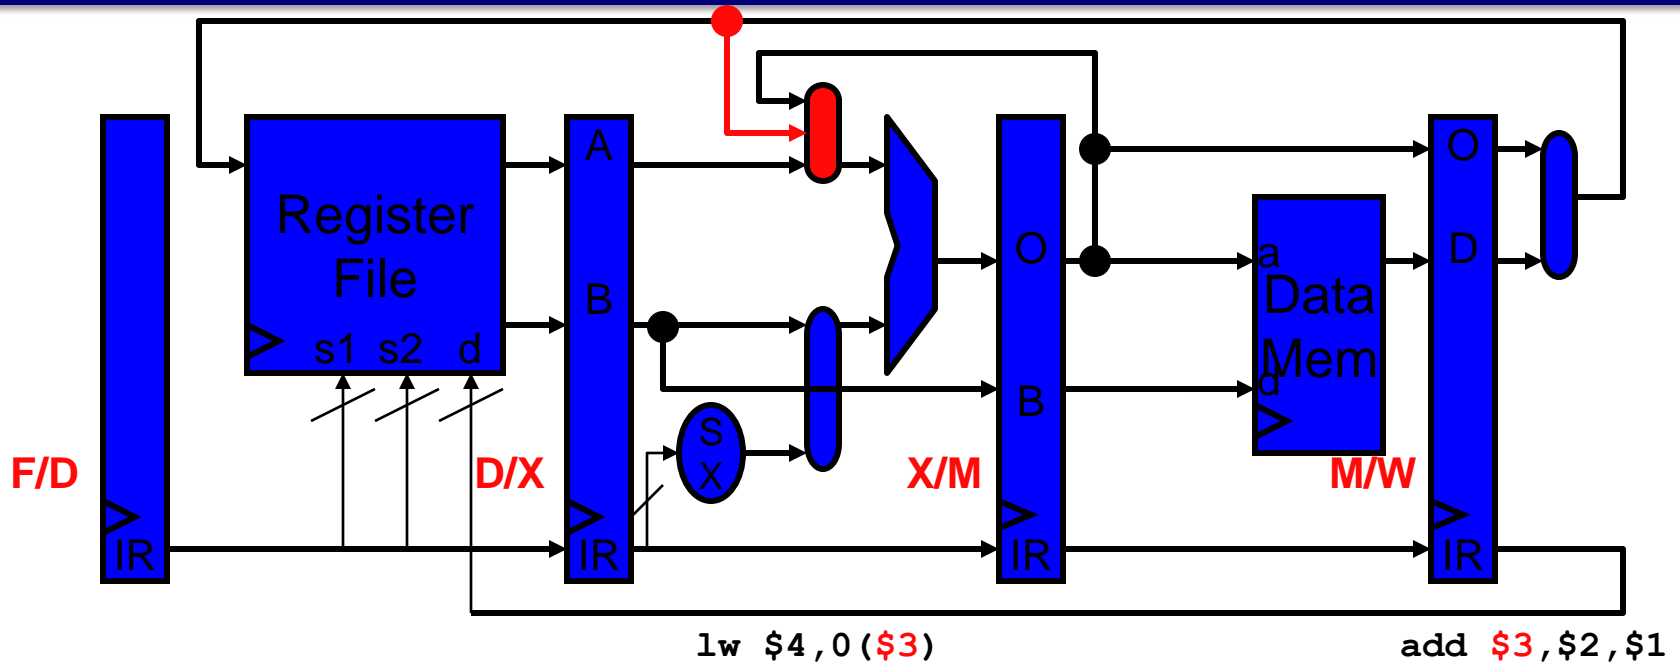 A
O
Register
File
O
D
B
a
Data
Mem
d
s1 s2 d
B
S
X
F/D
D/X
X/M
M/W
IR
IR
IR
IR
lw $4,0($3)
add $3,$2,$1